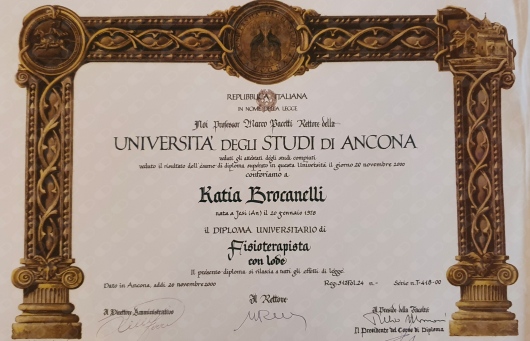 REPUBBLICA ITALIANA
IN NOME DELLA LEGGE
Noi Professor Marco Pacetti Rettore della
UNIVERSITA' DEGLI STUDI DI ANCONA
veduti gli attestati degli studi compiuti
veduto il risultato dell'esame di diploma superato in questa Università il giorno 20 novembre 2000
conferiamo a
Katia Brocanelli
nata a Jesi (An) il 20 gennaio 1978
il DIPLOMA UNIVERSITARIO di
Fisioterapista
con lode
Il presente diploma si rilascia a tutti gli effetti di legge.
Dato in Ancona, addì 20 novembre 2000
Il Rettore
Il Direttore Amministrativo
Il Preside della Facoltà
Il Presidente del Corso di Diploma